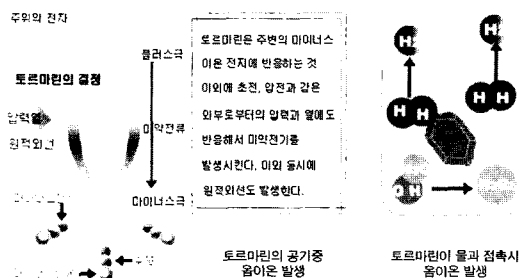 주위의 전자
플러스극
토르마린의 결정
압력열
원적외선
미약전류
마이너스극
토르마린은 주변의 마이너스
이온 전지에 반응하는 것
이외에 초전, 압전과 같은
외부로부터의 압력과 열에도
반응해서 미약전기를
발생시킨다. 이외 동시에
원적외선도 발생한다.
토르마린의 공기중
음이온 발생
H
H
H H
H H
O H
토르마린이 물과 접촉시
음이온 발생